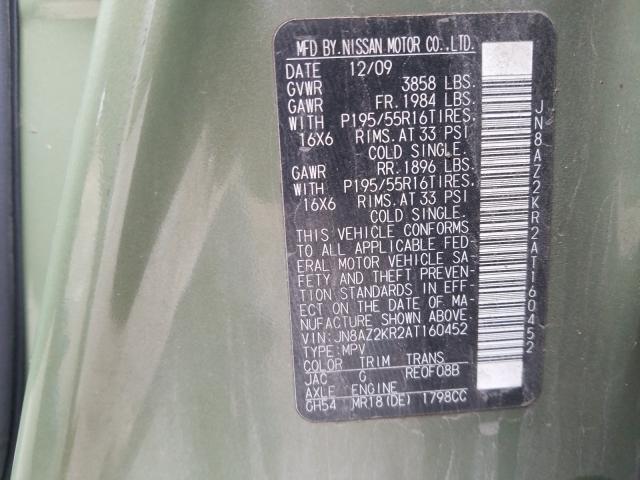 MFD BY.NISSAN MOTOR CO.,LTD.
DATE 12/09
GVWR 3858 LBS.
GAWR FR. 1984 LBS.
WITH P195/55R16TIRES.
16X6 RIMS. AT 33 PSI
COLD SINGLE.
GAWR RR. 1896 LBS.
WITH P195/55R16TIRES.
16X6 RIMS. AT 33 PSI
COLD SINGLE.
THIS VEHICLE CONFORMS
TO ALL APPLICABLE FED
ERAL MOTOR VEHICLE SA
FETY AND THEFT PREVEN-
TION STANDARDS IN EFF-
ECT ON THE DATE OF MA-
NUFACTURE SHOWN ABOVE.
VIN: JN8AZ2KR2AT160452
TYPE: MPV
COLOR TRIM TRANS
JAC G RE0F08B
AXLE ENGINE
GH54 MR18(DE) 1798CC
JN8AZ2KR2AT160452